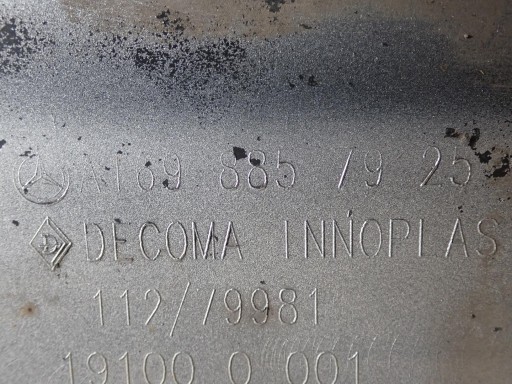 A169 885 79 25
DECOMA INNOPLAS
112/79981
19100 0 001